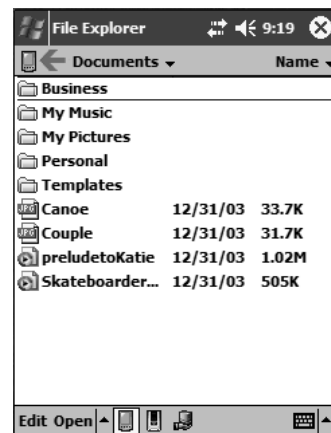 File Explorer 9:19
Documents Name
Business
My Music
My Pictures
Personal
Templates
Canoe 12/31/03 33.7K
Couple 12/31/03 31.7K
preludetoKatie 12/31/03 1.02M
Skateboarder... 12/31/03 505K
Edit Open